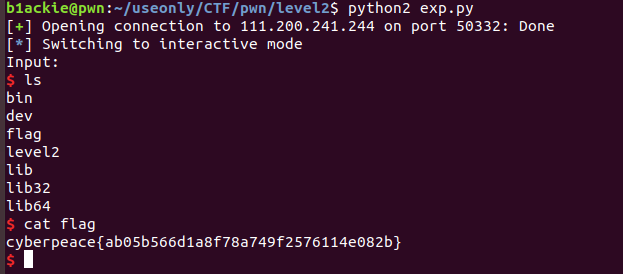 b1ackie@pwn:~/useonly/CTF/pwn/level2$ python2 exp.py
[+] Opening connection to 111.200.241.244 on port 50332: Done
[*] Switching to interactive mode
Input:
$ ls
bin
dev
flag
level2
lib
lib32
lib64
$ cat flag
cyberpeace{ab05b566d1a8f78a749f2576114e082b}
$